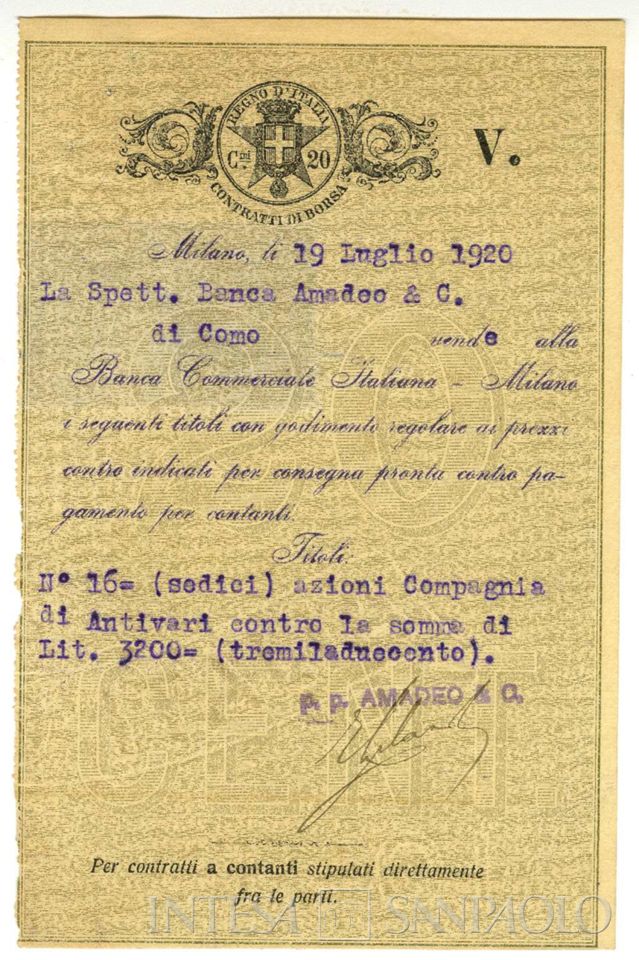 REGNO D'ITALIA
C.mi 20
CONTRATTI DI BORSA
V.
Milano, li 19 Luglio 1920
La Spett. Banca Amadeo & C.
di Como vende alla
Banca Commerciale Italiana - Milano
i seguenti titoli con godimento regolare ai prezzi
contro indicati per consegna pronta contro pa-
gamento per contanti.
Titoli:
N° 16= (sedici) azioni Compagnia
di Antivari contro la somma di
Lit. 3200= (tremiladuecento).
p. p. AMADEO & C.
20
CENT.
Per contratti a contanti stipulati direttamente
fra le parti.
INTESA SANPAOLO